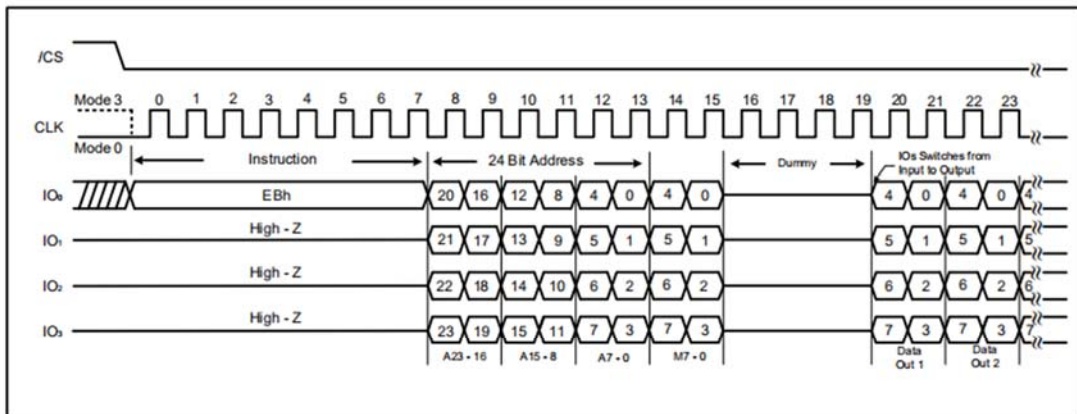 /CS
Mode 3 0 1 2 3 4 5 6 7 8 9 10 11 12 13 14 15 16 17 18 19 20 21 22 23
CLK
Mode 0
Instruction 24 Bit Address Dummy IOs Switches from
Input to Output
IO₀ EBh 20 16 12 8 4 0 4 0 4 0 4 0 4
High - Z
IO₁ 21 17 13 9 5 1 5 1 5 1 5 1 5
High - Z
IO₂ 22 18 14 10 6 2 6 2 6 2 6 2 6
High - Z
IO₃ 23 19 15 11 7 3 7 3 7 3 7 3 7
A23 - 16 A15 - 8 A7 - 0 M7 - 0 Data Data
Out 1 Out 2